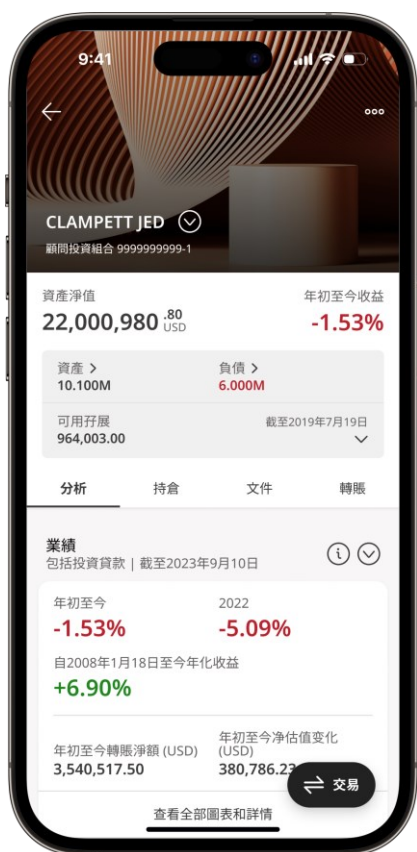 9:41
CLAMPETT JED
顧問投資組合 9999999999-1
資產淨值
年初至今收益
22,000,980 .80 USD
-1.53%
資產 >
負債 >
10.100M
6.000M
可用孖展
截至2019年7月19日
964,003.00
分析
持倉
文件
轉賬
業績
包括投資貸款 | 截至2023年9月10日
年初至今
2022
-1.53%
-5.09%
自2008年1月18日至今年化收益
+6.90%
年初至今轉賬淨額 (USD)
年初至今净估值变化
(USD)
3,540,517.50
380,786.23
交易
查看全部圖表和詳情